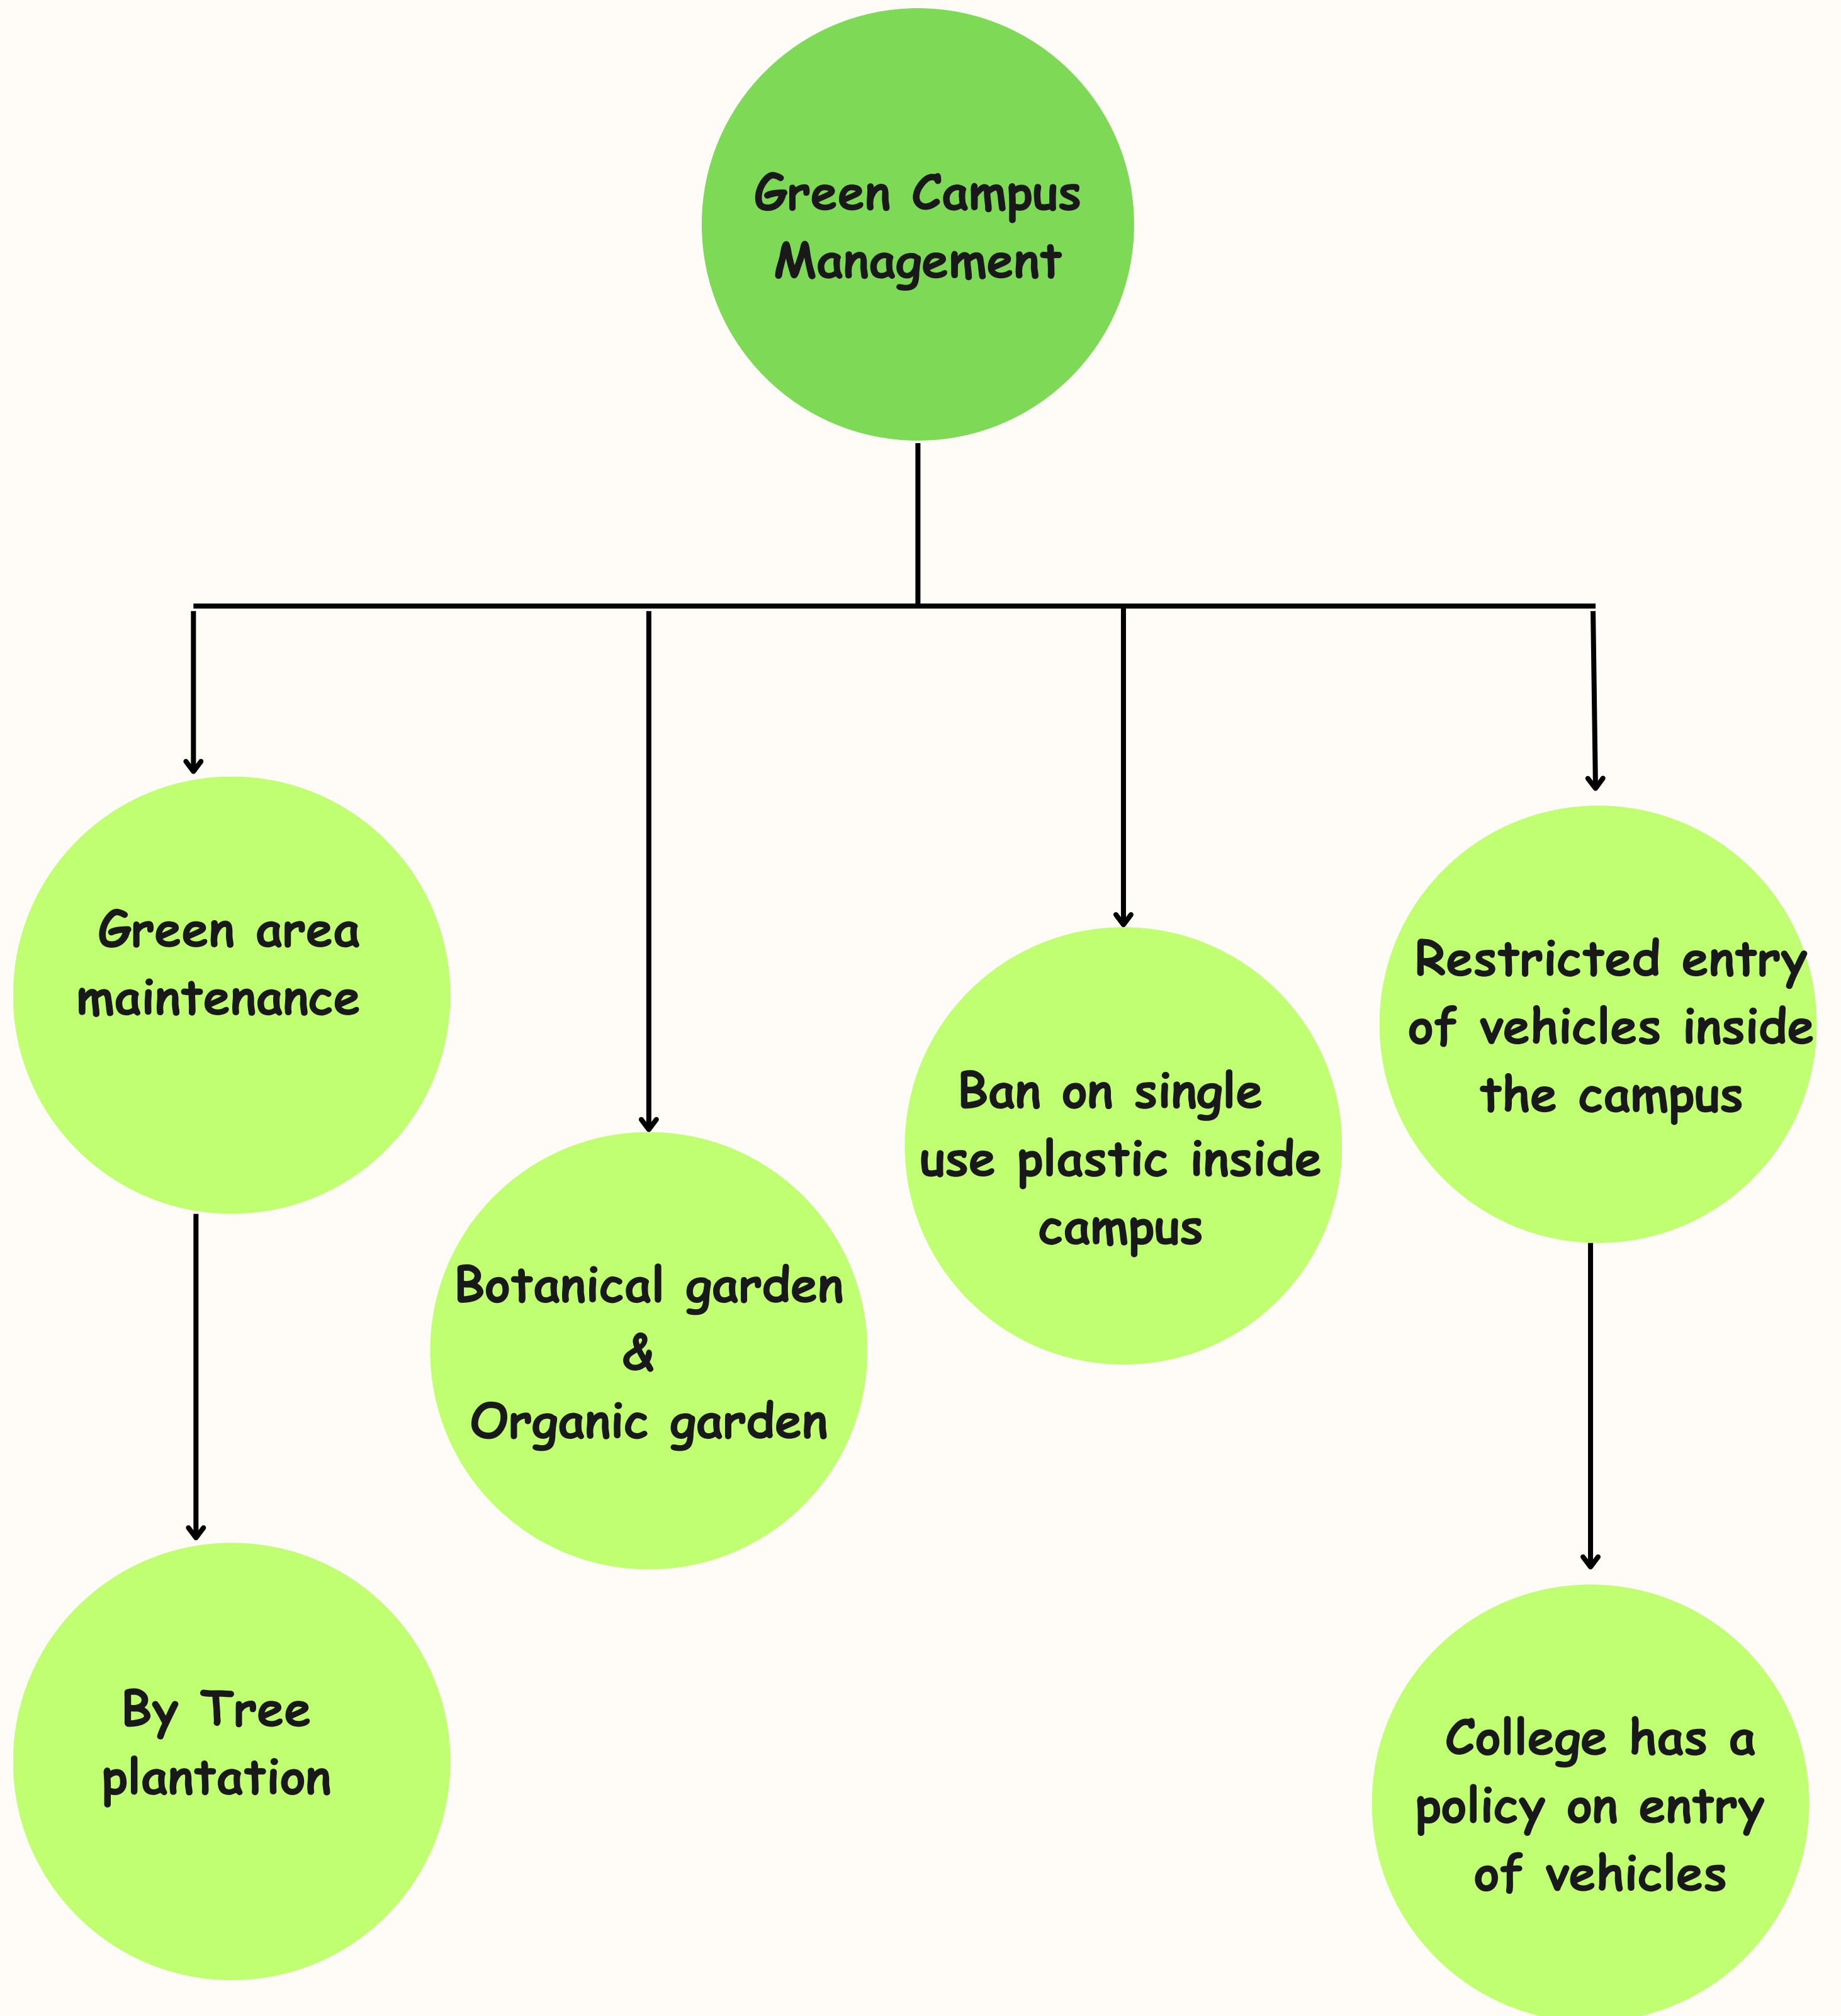 Green Campus
Management
Green area
maintenance
Botanical garden
&
Organic garden
Ban on single
use plastic inside
campus
Restricted entry
of vehicles inside
the campus
By Tree
plantation
College has a
policy on entry
of vehicles